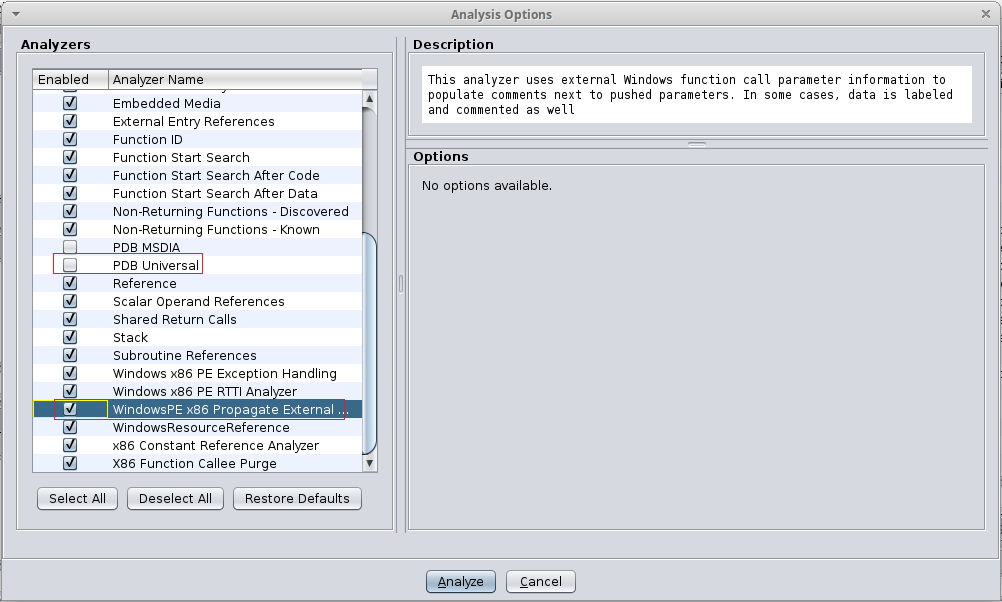 Analysis Options
Analyzers
Enabled Analyzer Name
Embedded Media
External Entry References
Function ID
Function Start Search
Function Start Search After Code
Function Start Search After Data
Non-Returning Functions - Discovered
Non-Returning Functions - Known
PDB MSDIA
PDB Universal
Reference
Scalar Operand References
Shared Return Calls
Stack
Subroutine References
Windows x86 PE Exception Handling
Windows x86 PE RTTI Analyzer
WindowsPE x86 Propagate External ...
WindowsResourceReference
x86 Constant Reference Analyzer
X86 Function Callee Purge
Select All Deselect All Restore Defaults
Description
This analyzer uses external Windows function call parameter information to
populate comments next to pushed parameters. In some cases, data is labeled
and commented as well
Options
No options available.
Analyze Cancel